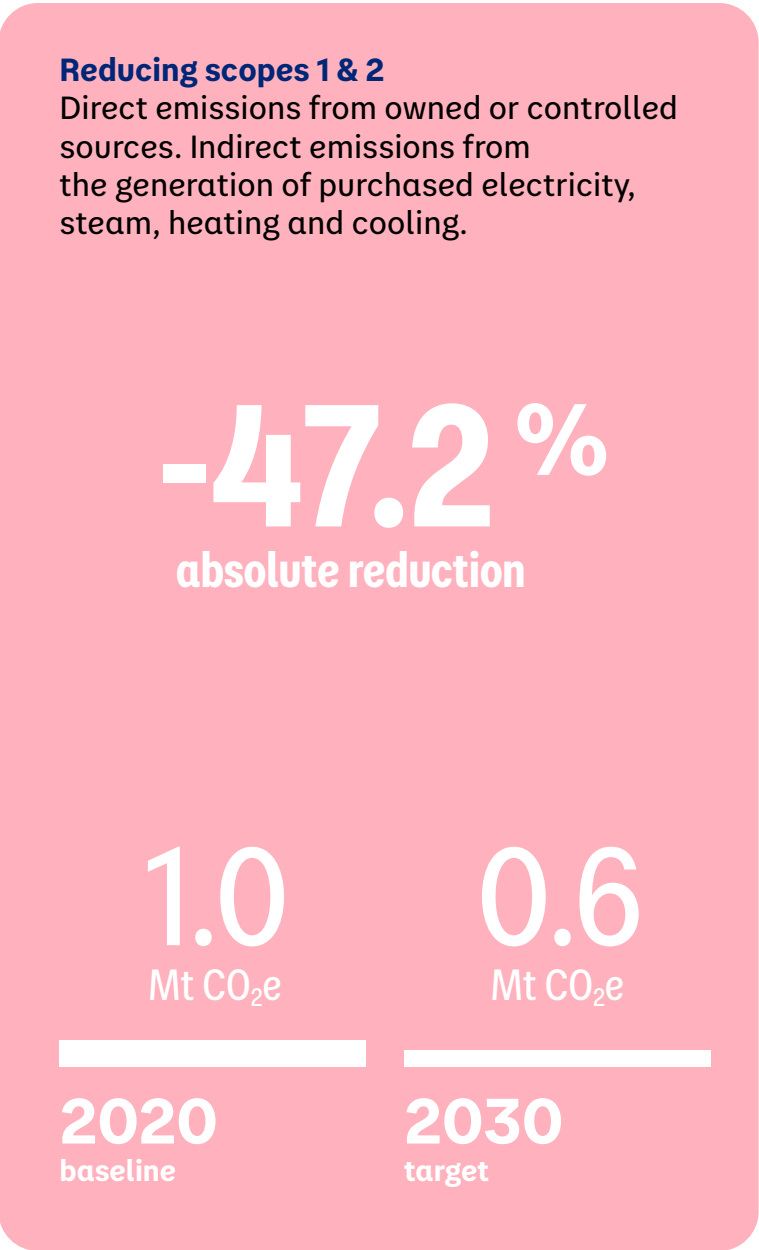 Reducing scopes 1 & 2
Direct emissions from owned or controlled
sources. Indirect emissions from
the generation of purchased electricity,
steam, heating and cooling.
-47.2 %
absolute reduction
1.0
Mt CO₂e
0.6
Mt CO₂e
2020
baseline
2030
target